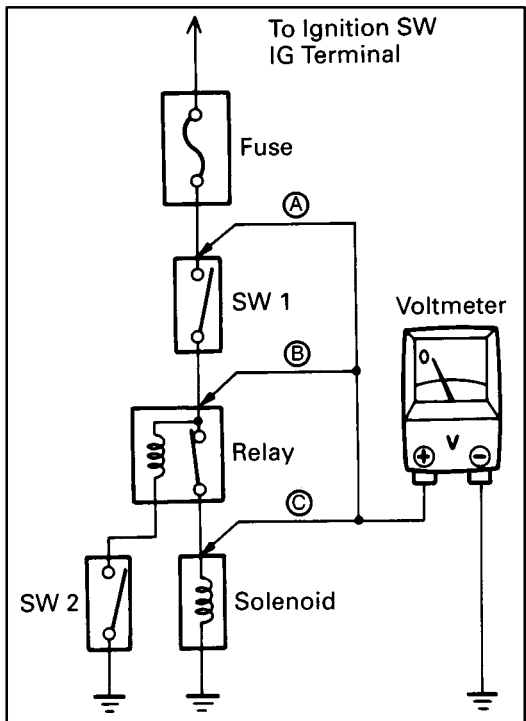 To Ignition SW
IG Terminal
Fuse
A
SW 1
Voltmeter
0
B
V
+ −
Relay
C
SW 2
Solenoid